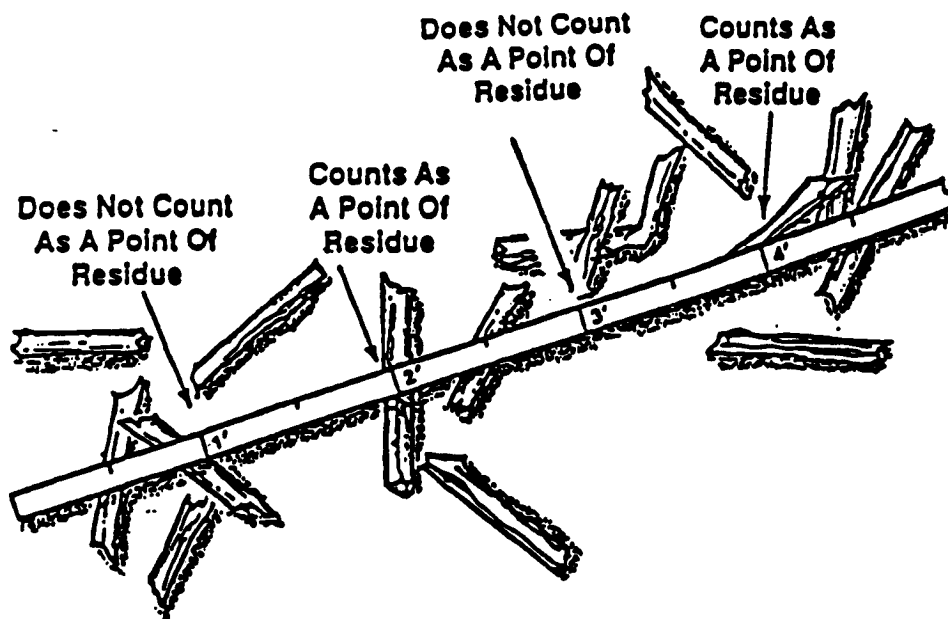 Does Not Count
As A Point Of
Residue
Counts As
A Point Of
Residue
Does Not Count
As A Point Of
Residue
Counts As
A Point Of
Residue
1'
2'
3'
4'